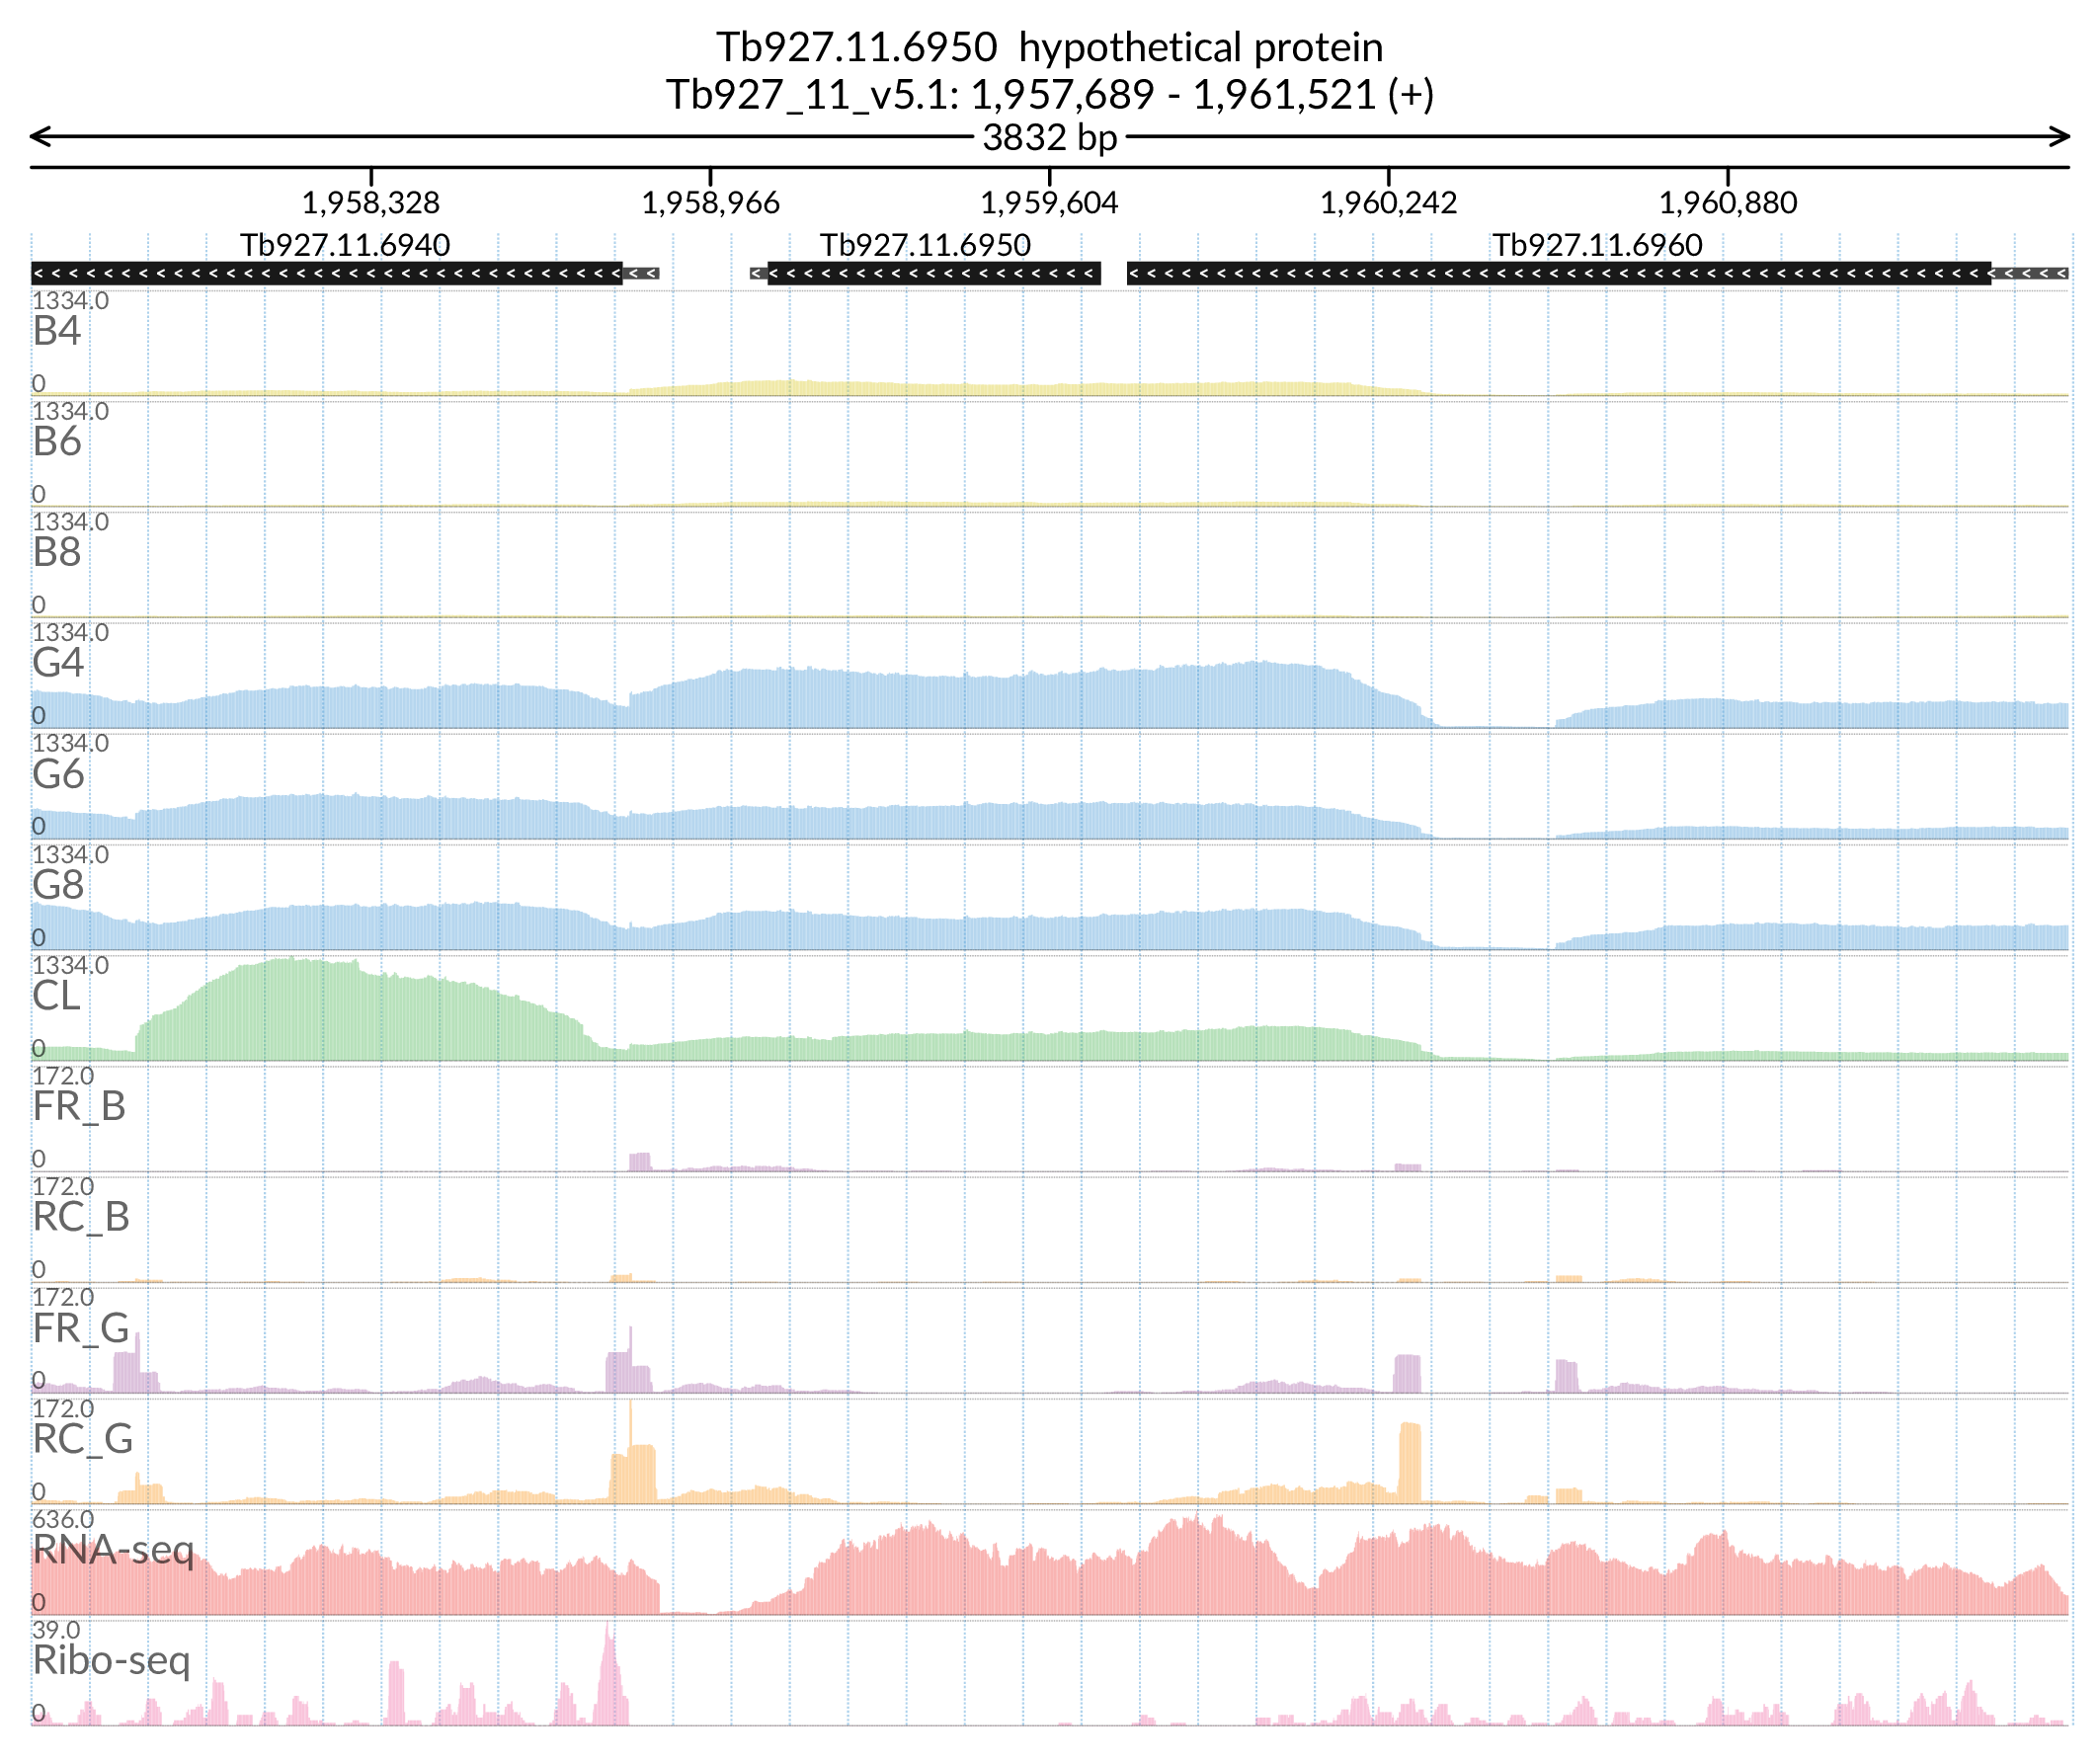 Tb927.11.6950 hypothetical protein
Tb927_11_v5.1: 1,957,689 - 1,961,521 (+)
3832 bp
1,958,328 1,958,966 1,959,604 1,960,242 1,960,880
Tb927.11.6940 Tb927.11.6950 Tb927.11.6960
1334.0
B4
0
1334.0
B6
0
1334.0
B8
0
1334.0
G4
0
1334.0
G6
0
1334.0
G8
0
1334.0
CL
0
172.0
FR_B
0
172.0
RC_B
0
172.0
FR_G
0
172.0
RC_G
0
636.0
RNA-seq
0
39.0
Ribo-seq
0